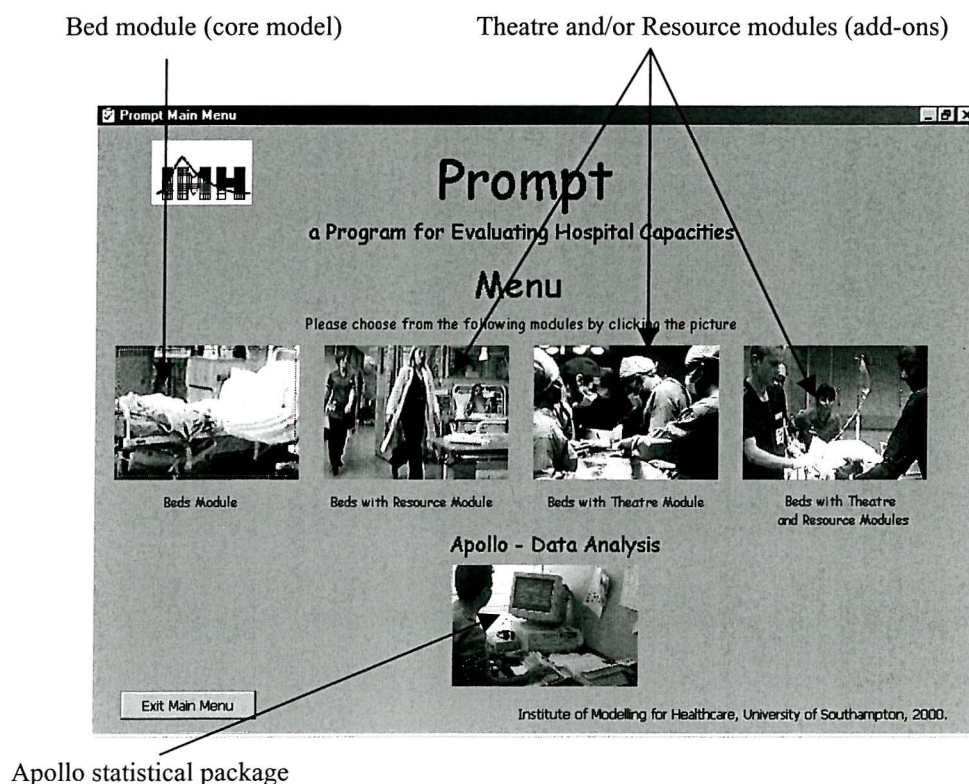 Bed module (core model)
Theatre and/or Resource modules (add-ons)
Prompt Main Menu
IMH
Prompt
a Program for Evaluating Hospital Capacities
Menu
Please choose from the following modules by clicking the picture
Beds Module
Beds with Resource Module
Beds with Theatre Module
Beds with Theatre
and Resource Modules
Apollo - Data Analysis
Exit Main Menu
Institute of Modelling for Healthcare, University of Southampton, 2000.
Apollo statistical package